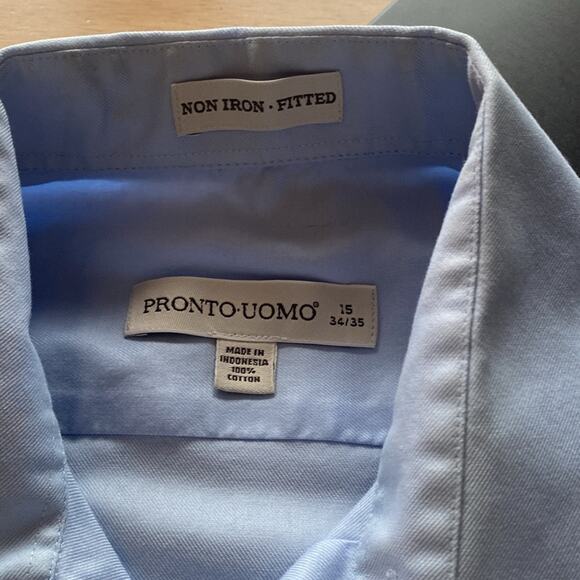 NON IRON · FITTED
PRONTO·UOMO® 15
34/35
MADE IN
INDONESIA
100%
COTTON